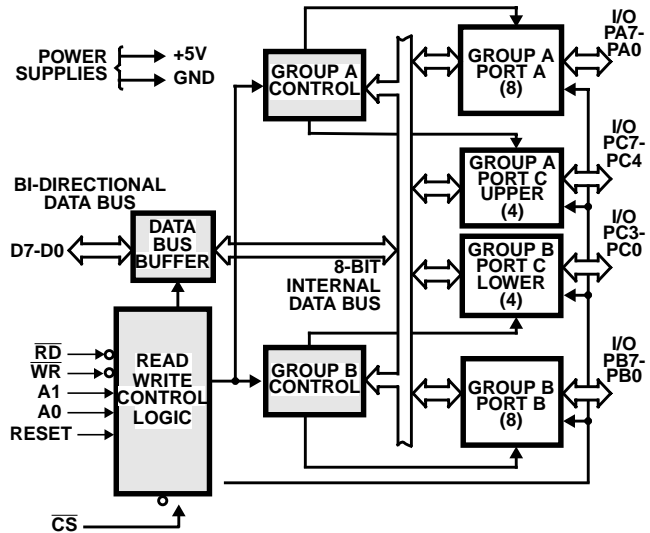 POWER
SUPPLIES
+5V
GND
GROUP A
CONTROL
GROUP A
PORT A
(8)
I/O
PA7-
PA0
GROUP A
PORT C
UPPER
(4)
I/O
PC7-
PC4
BI-DIRECTIONAL
DATA BUS
D7-D0
DATA
BUS
BUFFER
8-BIT
INTERNAL
DATA BUS
GROUP B
PORT C
LOWER
(4)
I/O
PC3-
PC0
RD
WR
A1
A0
RESET
READ
WRITE
CONTROL
LOGIC
GROUP B
CONTROL
GROUP B
PORT B
(8)
I/O
PB7-
PB0
CS